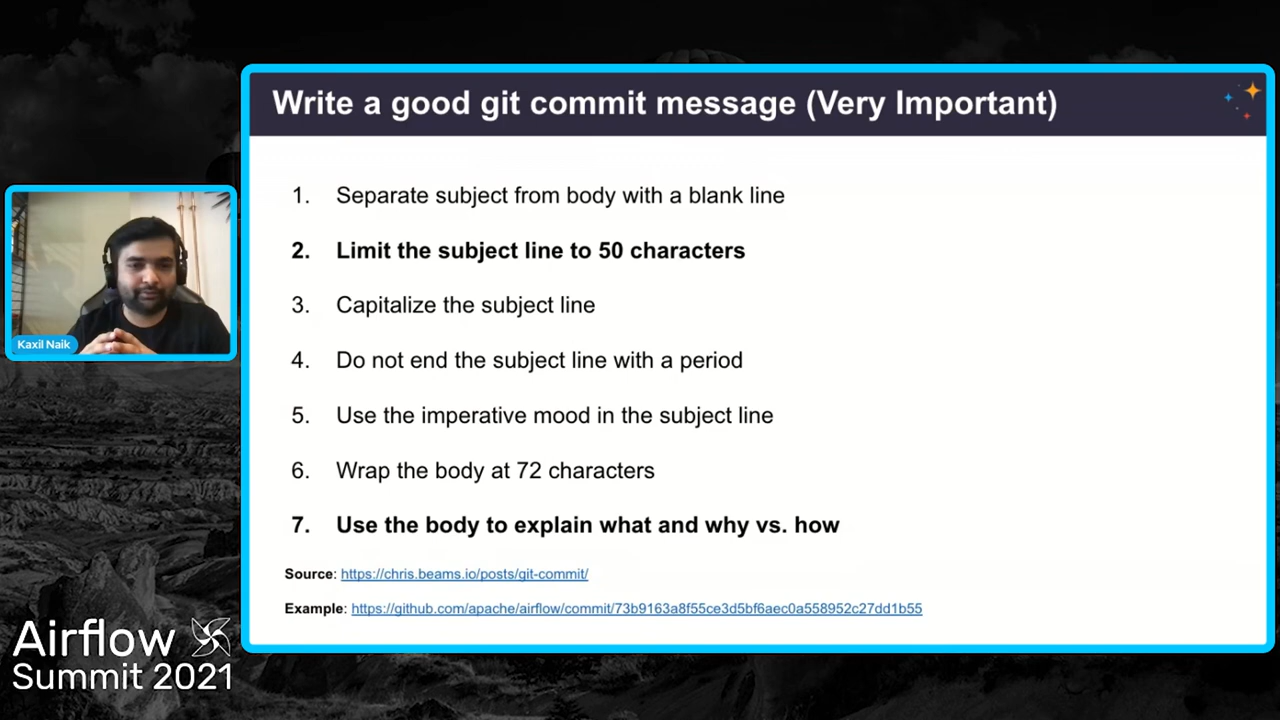 Write a good git commit message (Very Important)
1. Separate subject from body with a blank line
2. Limit the subject line to 50 characters
3. Capitalize the subject line
4. Do not end the subject line with a period
5. Use the imperative mood in the subject line
6. Wrap the body at 72 characters
7. Use the body to explain what and why vs. how
Source: https://chris.beams.io/posts/git-commit/
Example: https://github.com/apache/airflow/commit/73b9163a8f55ce3d5bf6aec0a558952c27dd1b55
Kaxil Naik
Airflow
Summit 2021